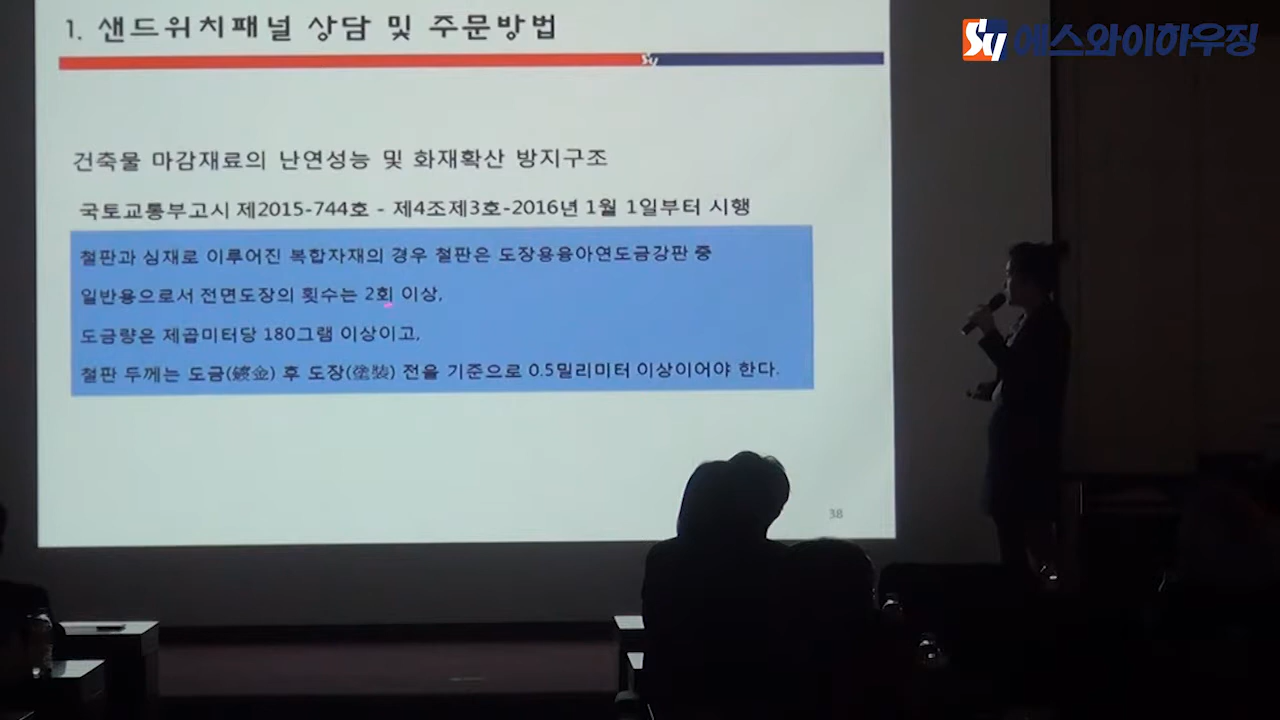 1. 샌드위치패널 상담 및 주문방법
sy
sy 에스와이하우징
건축물 마감재료의 난연성능 및 화재확산 방지구조
국토교통부고시 제2015-744호 - 제4조제3호-2016년 1월 1일부터 시행
철판과 심재로 이루어진 복합자재의 경우 철판은 도장용융아연도금강판 중
일반용으로서 전면도장의 횟수는 2회 이상,
도금량은 제곱미터당 180그램 이상이고,
철판 두께는 도금(鍍金) 후 도장(塗裝) 전을 기준으로 0.5밀리미터 이상이어야 한다.
38